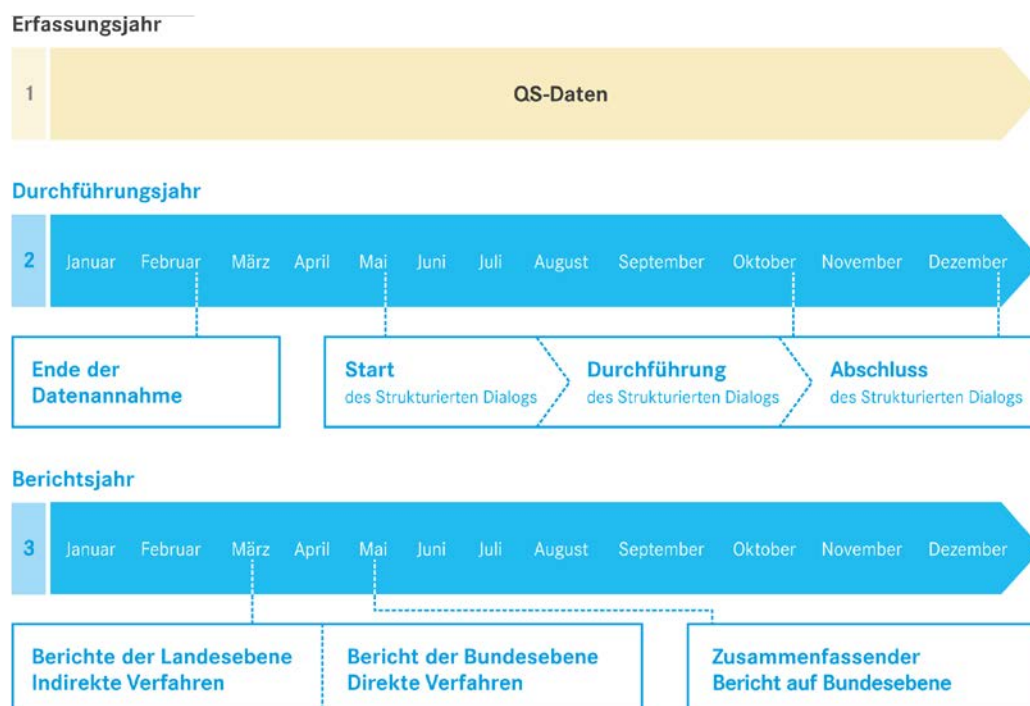 Erfassungsjahr
1
QS-Daten
Durchführungsjahr
2
Januar Februar März April Mai Juni Juli August September Oktober November Dezember
Ende der
Datenannahme
Start
des Strukturierten Dialogs
Durchführung
des Strukturierten Dialogs
Abschluss
des Strukturierten Dialogs
Berichtsjahr
3
Januar Februar März April Mai Juni Juli August September Oktober November Dezember
Berichte der Landesebene
Indirekte Verfahren
Bericht der Bundesebene
Direkte Verfahren
Zusammenfassender
Bericht auf Bundesebene